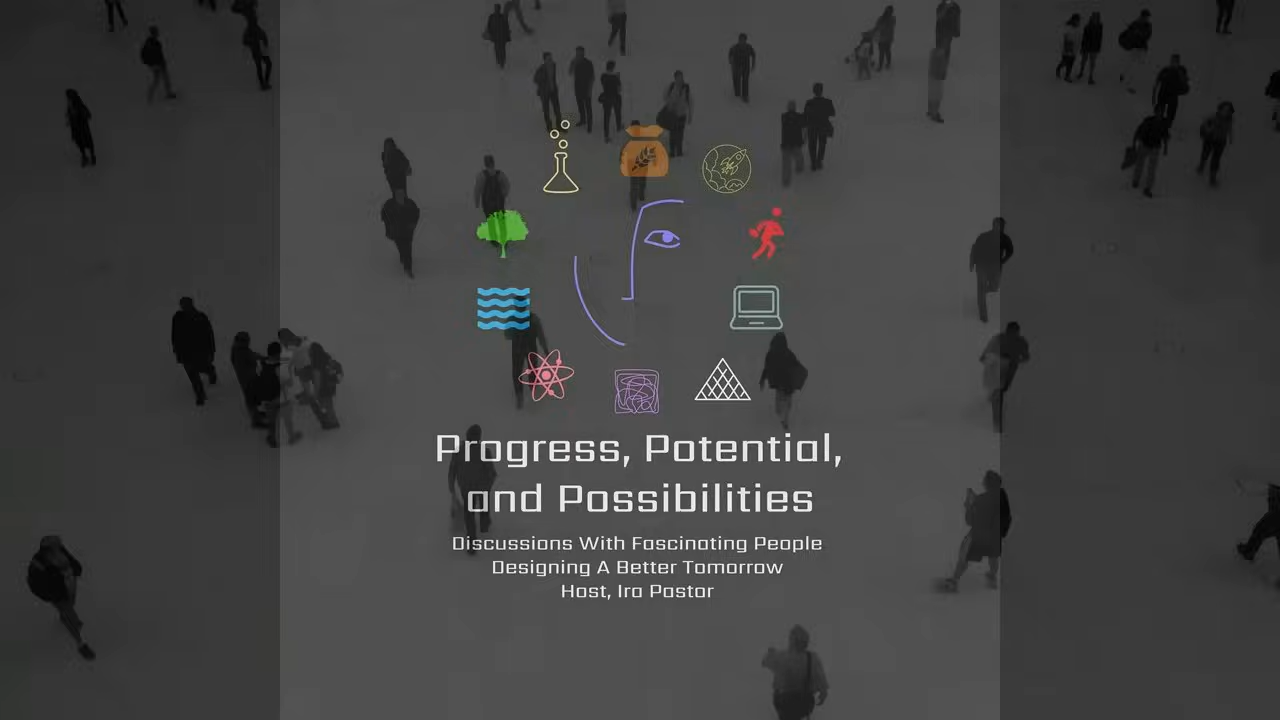 Progress, Potential,
and Possibilities
Discussions With Fascinating People
Designing A Better Tomorrow
Host, Ira Pastor